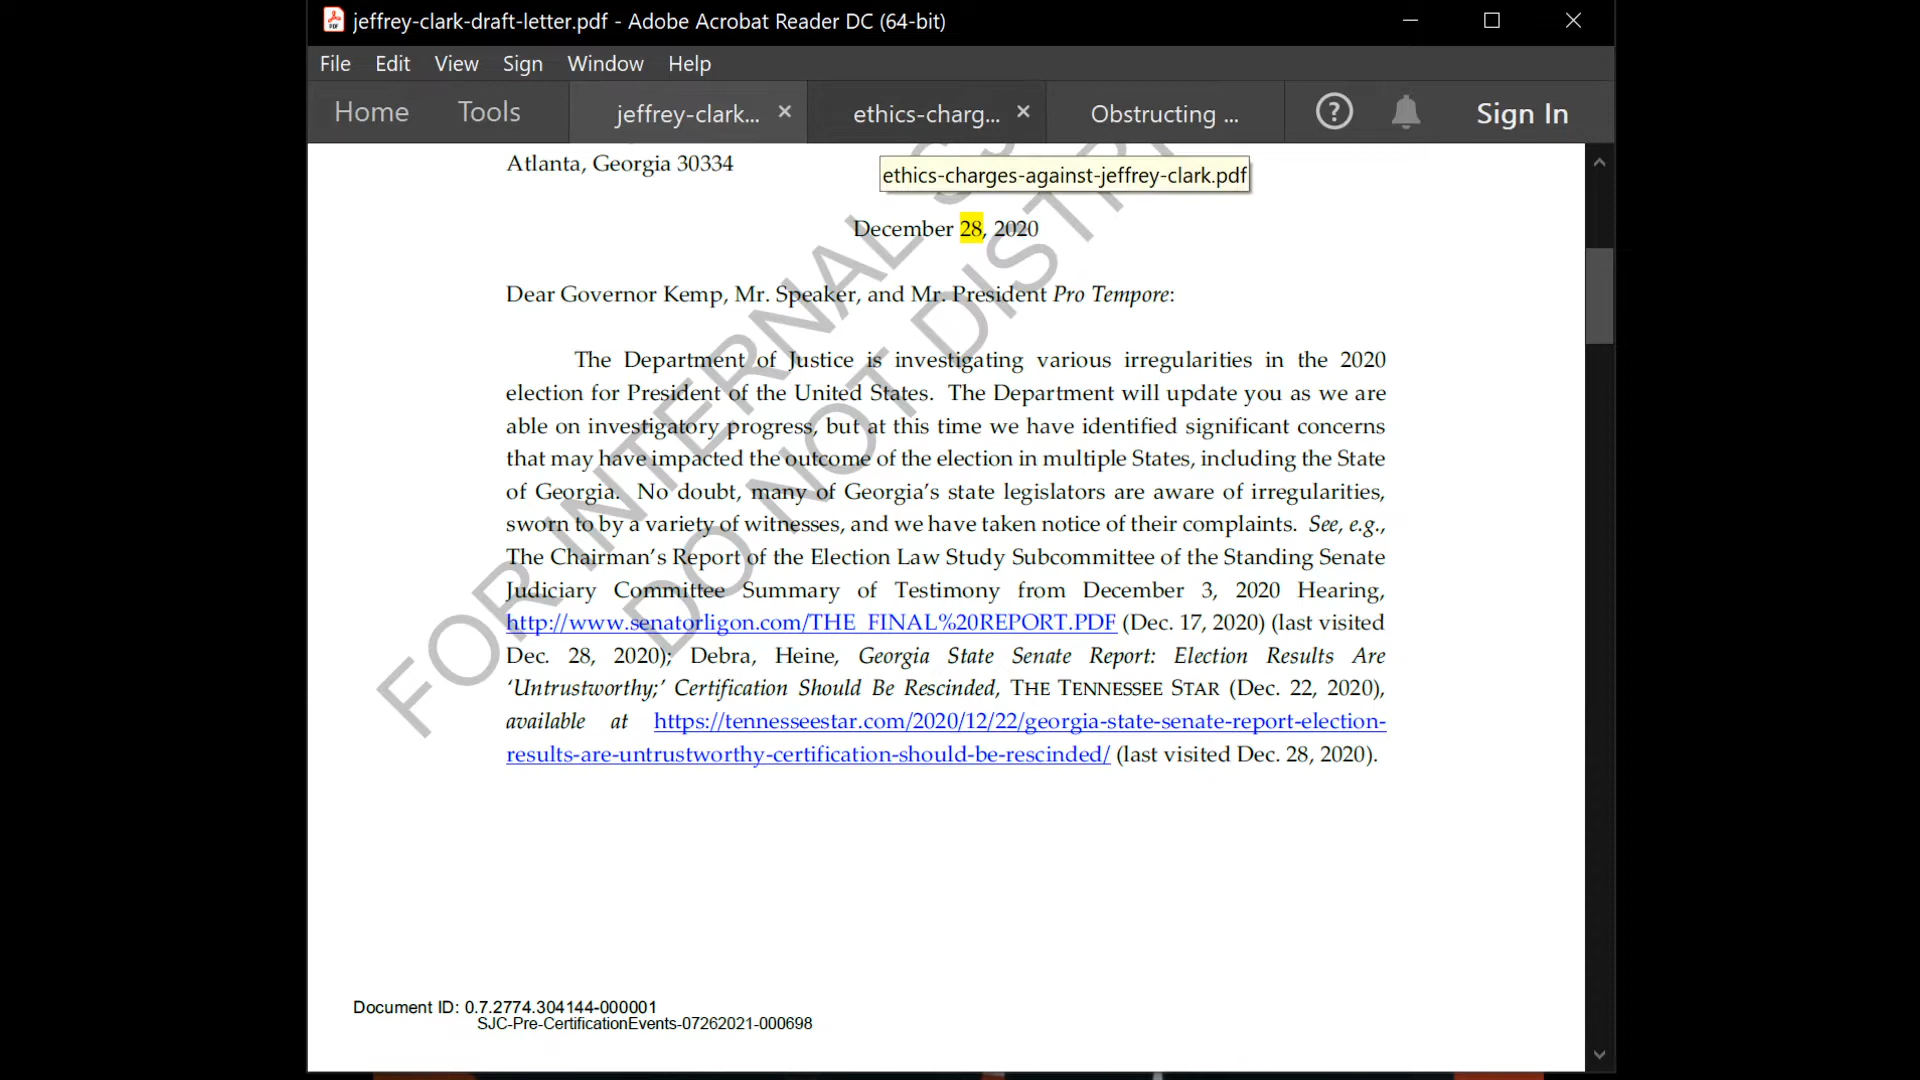 jeffrey-clark-draft-letter.pdf - Adobe Acrobat Reader DC (64-bit)
File Edit View Sign Window Help
Home Tools jeffrey-clark... ethics-charg... Obstructing ... Sign In
ethics-charges-against-jeffrey-clark.pdf
Atlanta, Georgia 30334
December 28, 2020
Dear Governor Kemp, Mr. Speaker, and Mr. President Pro Tempore:
The Department of Justice is investigating various irregularities in the 2020
election for President of the United States. The Department will update you as we are
able on investigatory progress, but at this time we have identified significant concerns
that may have impacted the outcome of the election in multiple States, including the State
of Georgia. No doubt, many of Georgia's state legislators are aware of irregularities,
sworn to by a variety of witnesses, and we have taken notice of their complaints. See, e.g.,
The Chairman's Report of the Election Law Study Subcommittee of the Standing Senate
Judiciary Committee Summary of Testimony from December 3, 2020 Hearing,
http://www.senatorligon.com/THE_FINAL%20REPORT.PDF (Dec. 17, 2020) (last visited
Dec. 28, 2020); Debra, Heine, Georgia State Senate Report: Election Results Are
'Untrustworthy;' Certification Should Be Rescinded, THE TENNESSEE STAR (Dec. 22, 2020),
available at https://tennesseestar.com/2020/12/22/georgia-state-senate-report-election-
results-are-untrustworthy-certification-should-be-rescinded/ (last visited Dec. 28, 2020).
FOR INTERNAL
DO NOT
Document ID: 0.7.2774.304144-000001
SJC-Pre-CertificationEvents-07262021-000698